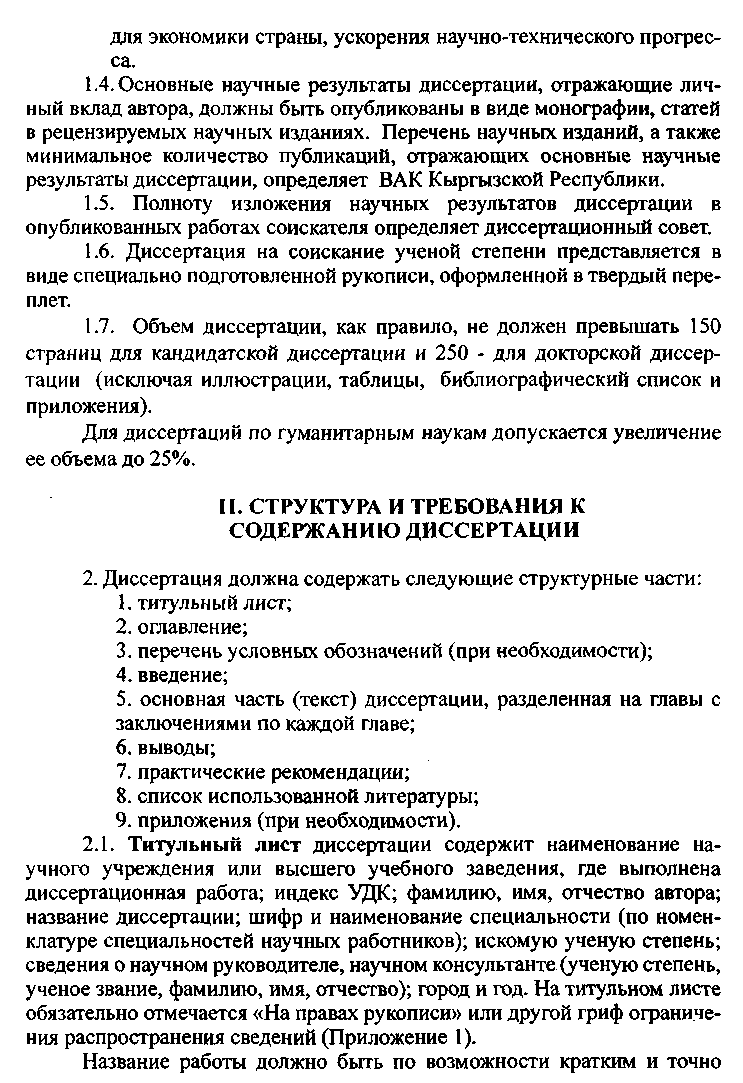 для экономики страны, ускорения научно-технического прогрес-
са.
1.4. Основные научные результаты диссертации, отражающие лич-
ный вклад автора, должны быть опубликованы в виде монографии, статей
в рецензируемых научных изданиях. Перечень научных изданий, а также
минимальное количество публикаций, отражающих основные научные
результаты диссертации, определяет ВАК Кыргызской Республики.
1.5. Полноту изложения научных результатов диссертации в
опубликованных работах соискателя определяет диссертационный совет.
1.6. Диссертация на соискание ученой степени представляется в
виде специально подготовленной рукописи, оформленной в твердый пере-
плет.
1.7. Объем диссертации, как правило, не должен превышать 150
страниц для кандидатской диссертации и 250 - для докторской диссер-
тации (исключая иллюстрации, таблицы, библиографический список и
приложения).
Для диссертаций по гуманитарным наукам допускается увеличение
ее объема до 25%.
II. СТРУКТУРА И ТРЕБОВАНИЯ К
СОДЕРЖАНИЮ ДИССЕРТАЦИИ
2. Диссертация должна содержать следующие структурные части:
1. титульный лист;
2. оглавление;
3. перечень условных обозначений (при необходимости);
4. введение;
5. основная часть (текст) диссертации, разделенная на главы с
заключениями по каждой главе;
6. выводы;
7. практические рекомендации;
8. список использованной литературы;
9. приложения (при необходимости).
2.1. Титульный лист диссертации содержит наименование на-
учного учреждения или высшего учебного заведения, где выполнена
диссертационная работа; индекс УДК; фамилию, имя, отчество автора;
название диссертации; шифр и наименование специальности (по номен-
клатуре специальностей научных работников); искомую ученую степень;
сведения о научном руководителе, научном консультанте (ученую степень,
ученое звание, фамилию, имя, отчество); город и год. На титульном листе
обязательно отмечается «На правах рукописи» или другой гриф ограниче-
ния распространения сведений (Приложение 1).
Название работы должно быть по возможности кратким и точно